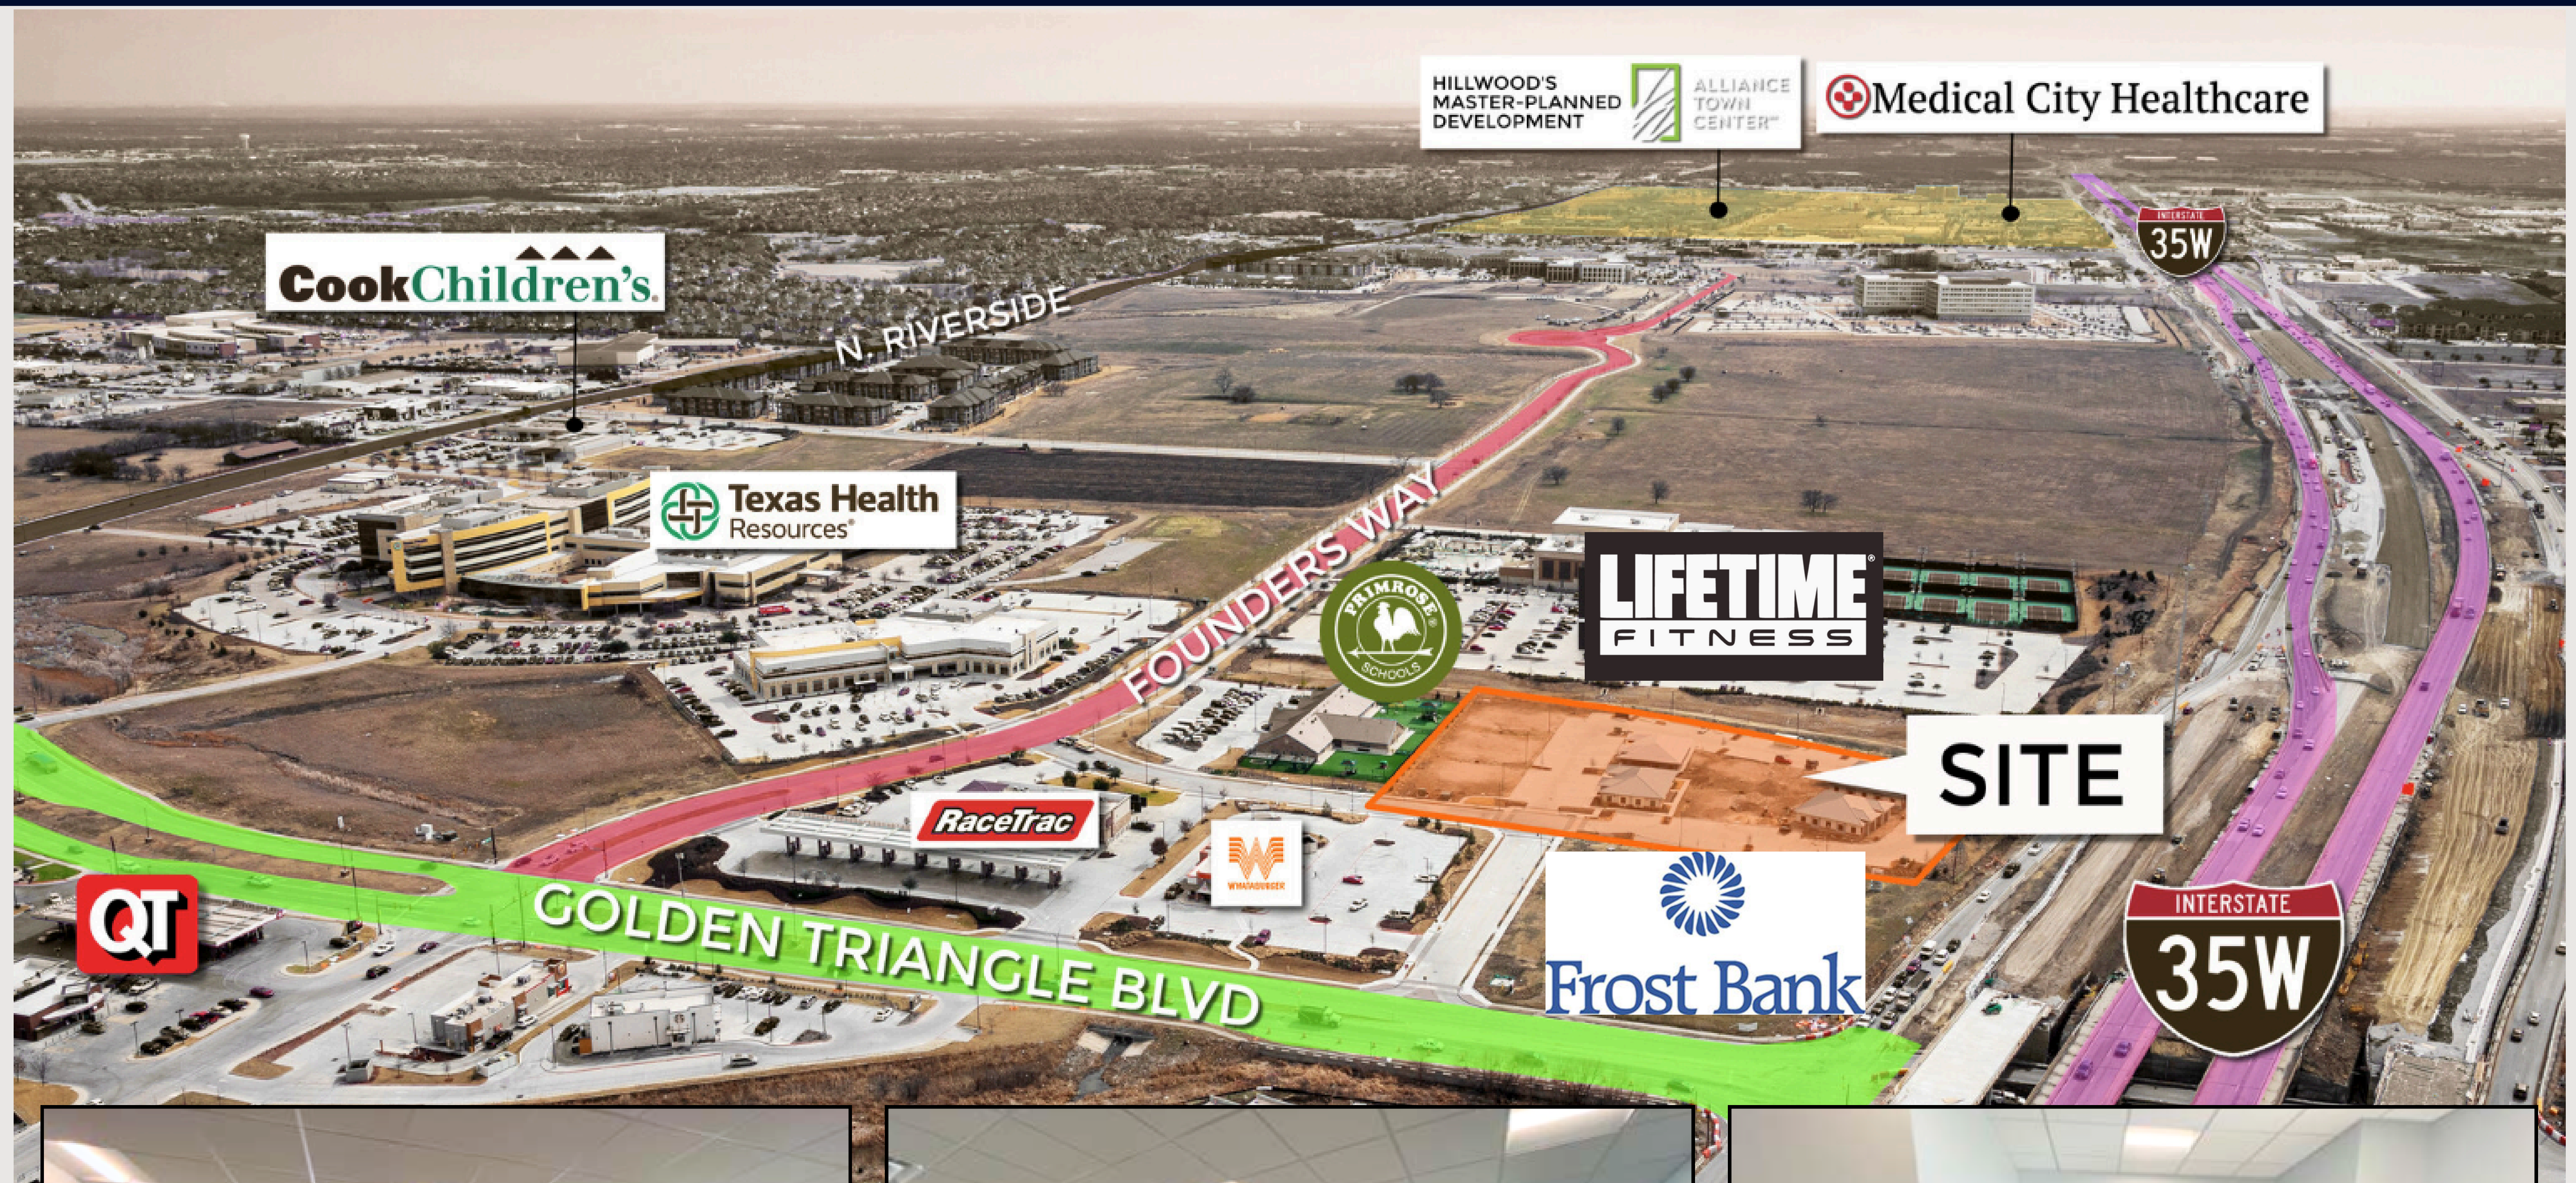 HILLWOOD'S
MASTER-PLANNED
DEVELOPMENT
ALLIANCE
TOWN
CENTER℠
Medical City Healthcare
INTERSTATE
35W
CookChildren's.
N. RIVERSIDE
Texas Health
Resources®
FOUNDERS WAY
PRIMROSE®
SCHOOLS
LIFETIME®
FITNESS
SITE
RaceTrac
WHATABURGER
QT
GOLDEN TRIANGLE BLVD
Frost Bank
INTERSTATE
35W